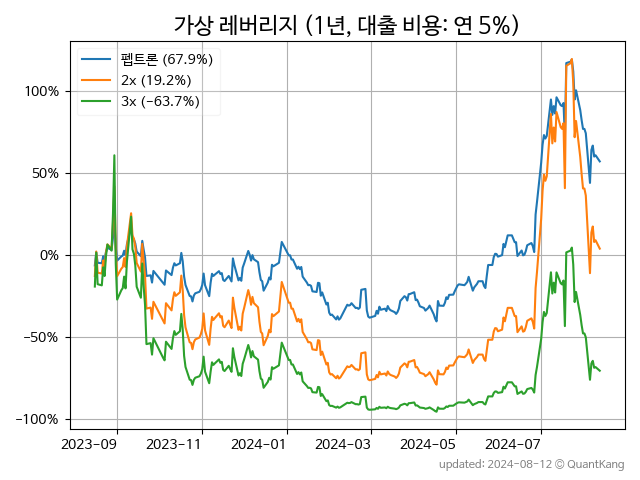 가상 레버리지 (1년, 대출 비용: 연 5%)
펩트론 (67.9%)
2x (19.2%)
3x (−63.7%)
100%
50%
0%
−50%
−100%
2023-09 2023-11 2024-01 2024-03 2024-05 2024-07
updated: 2024-08-12 © QuantKang